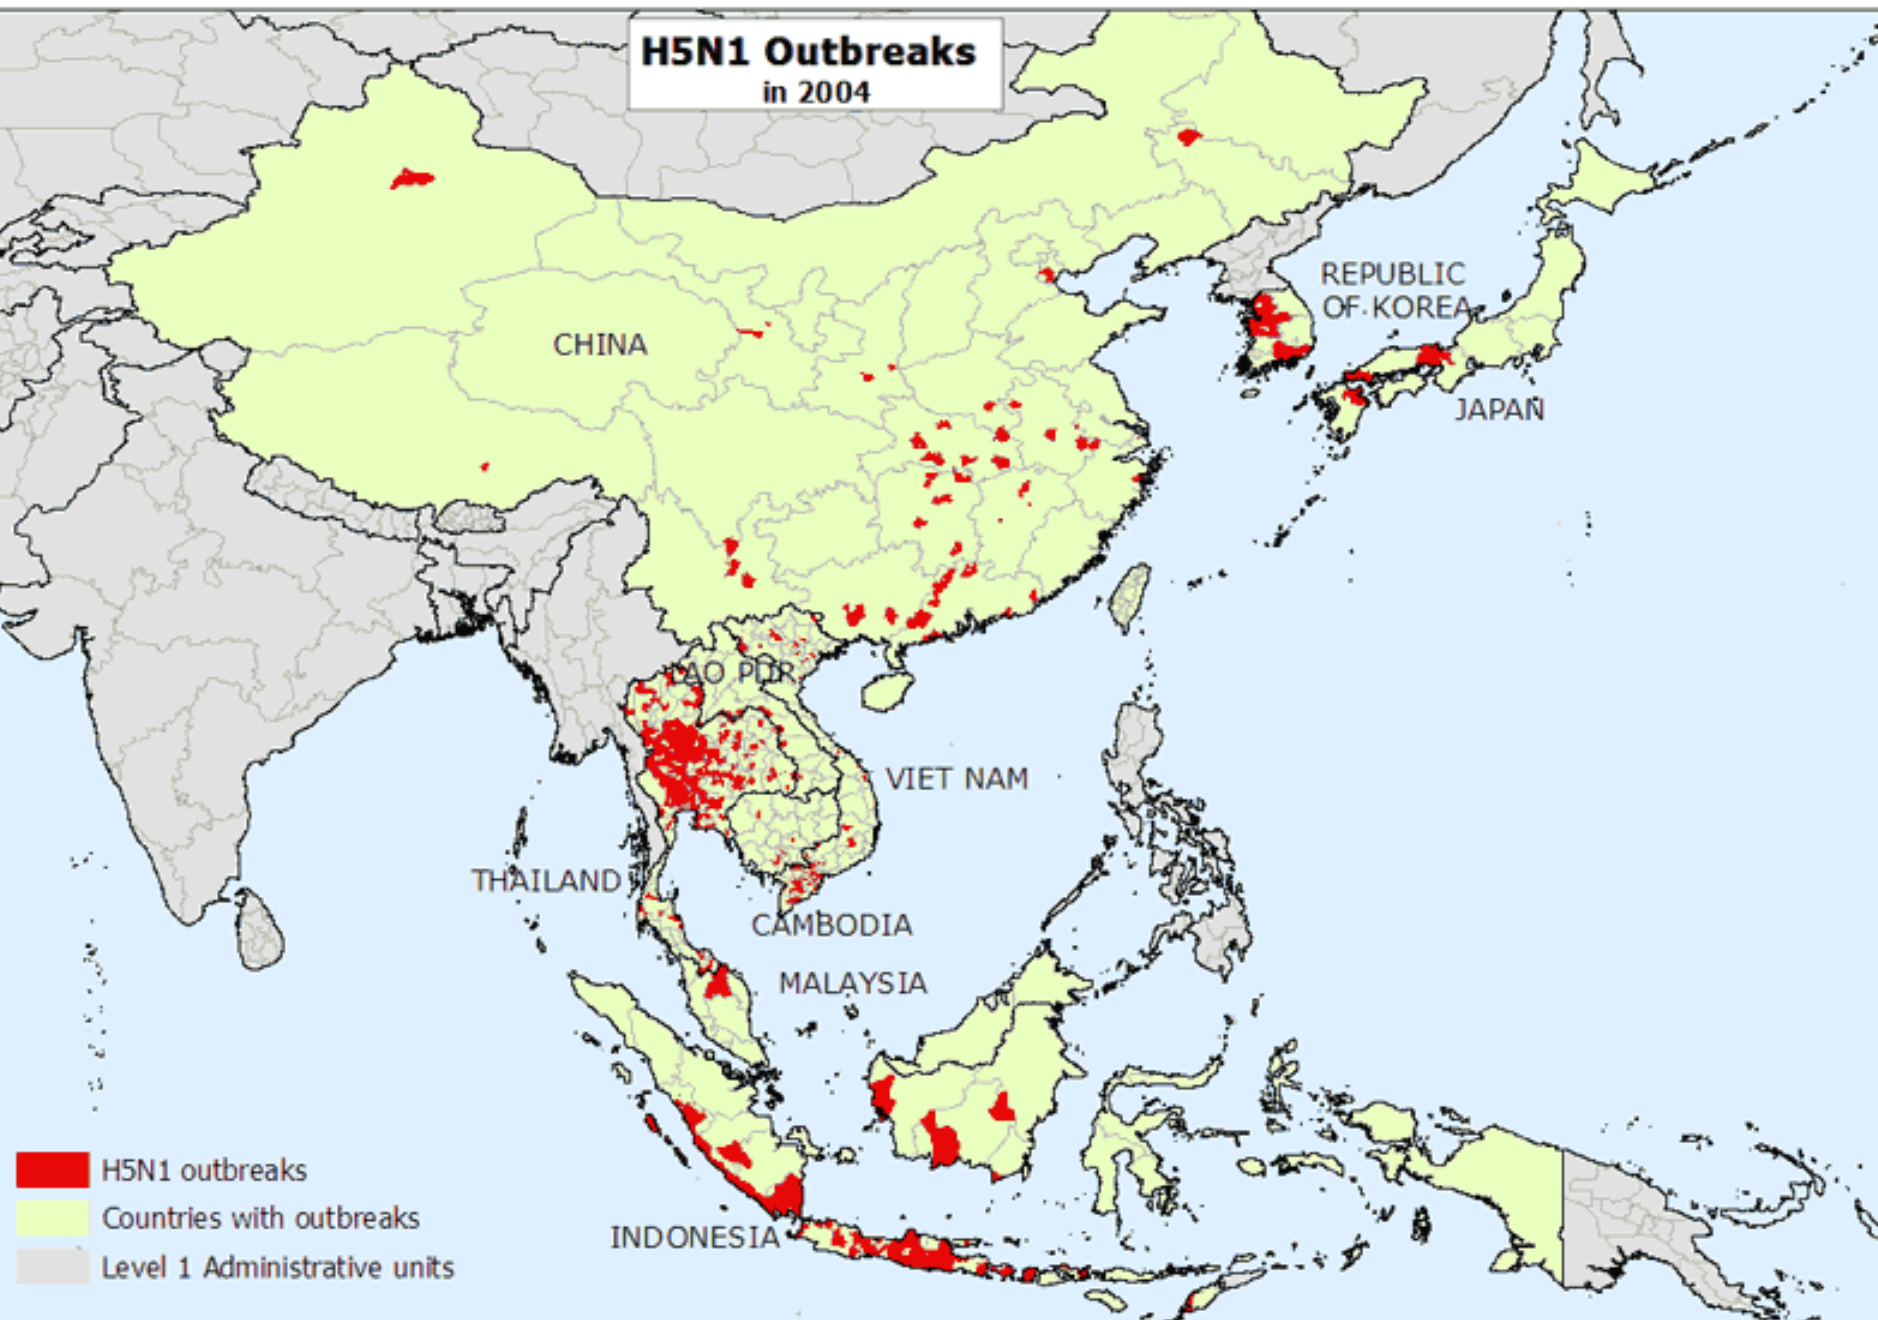 H5N1 Outbreaks
in 2004
REPUBLIC
OF KOREA
CHINA
JAPAN
LAO PDR
VIET NAM
THAILAND
CAMBODIA
MALAYSIA
INDONESIA
H5N1 outbreaks
Countries with outbreaks
Level 1 Administrative units